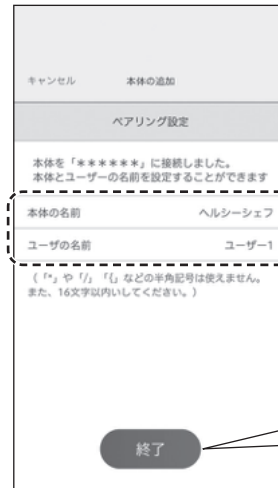 キャンセル 本体の追加
ペアリング設定
本体を「******」に接続しました。
本体とユーザーの名前を設定することができます
本体の名前 ヘルシーシェフ
ユーザの名前 ユーザー1
(「*」や「/」「{」などの半角記号は使えません。
また、16文字以内いしてください。)
終了